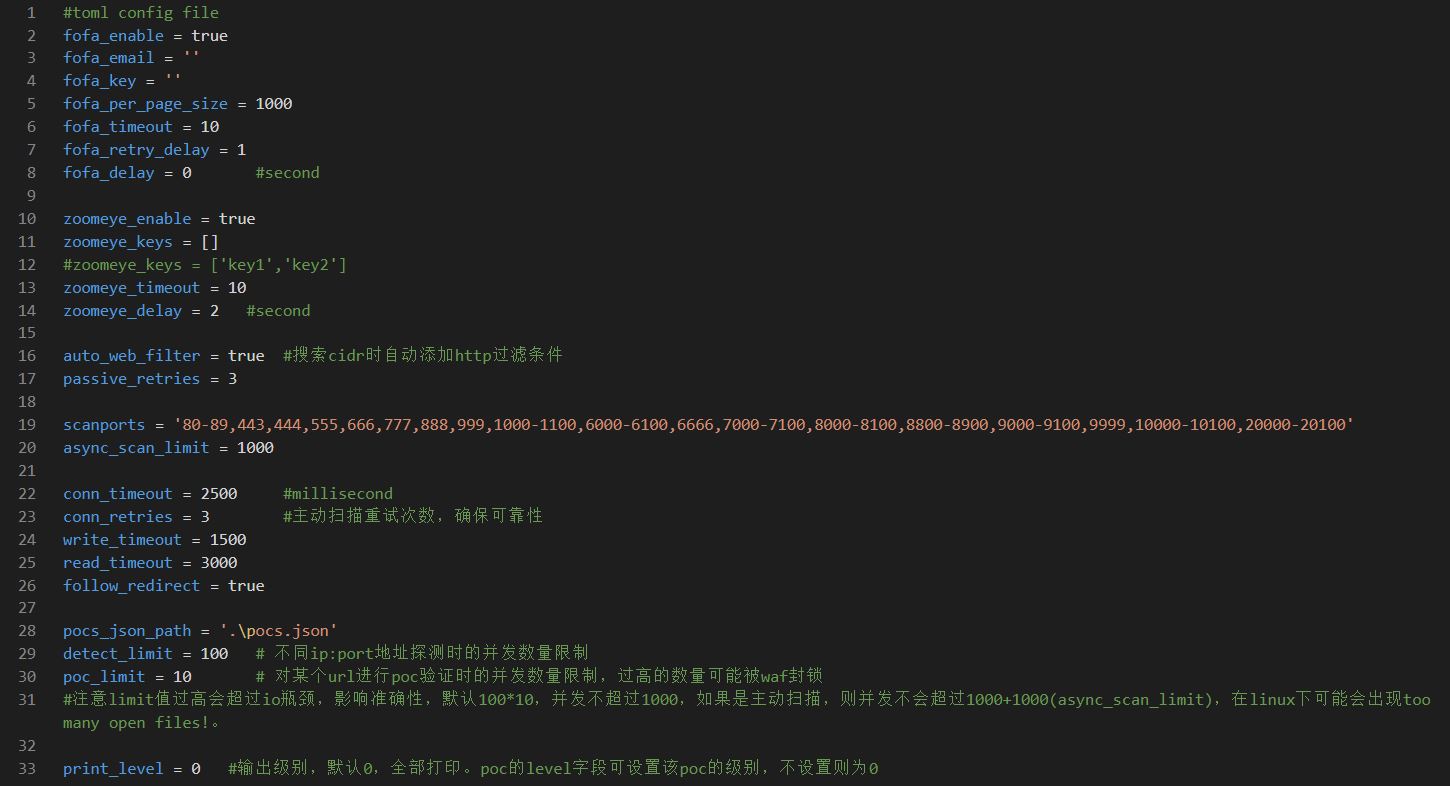 1 #toml config file
2 fofa_enable = true
3 fofa_email = ''
4 fofa_key = ''
5 fofa_per_page_size = 1000
6 fofa_timeout = 10
7 fofa_retry_delay = 1
8 fofa_delay = 0       #second
9
10 zoomeye_enable = true
11 zoomeye_keys = []
12 #zoomeye_keys = ['key1','key2']
13 zoomeye_timeout = 10
14 zoomeye_delay = 2   #second
15
16 auto_web_filter = true  #搜索cidr时自动添加http过滤条件
17 passive_retries = 3
18
19 scanports = '80-89,443,444,555,666,777,888,999,1000-1100,6000-6100,6666,7000-7100,8000-8100,8800-8900,9000-9100,9999,10000-10100,20000-20100'
20 async_scan_limit = 1000
21
22 conn_timeout = 2500     #millisecond
23 conn_retries = 3        #主动扫描重试次数，确保可靠性
24 write_timeout = 1500
25 read_timeout = 3000
26 follow_redirect = true
27
28 pocs_json_path = '.\pocs.json'
29 detect_limit = 100   # 不同ip:port地址探测时的并发数量限制
30 poc_limit = 10       # 对某个url进行poc验证时的并发数量限制，过高的数量可能被waf封锁
31 #注意limit值过高会超过io瓶颈，影响准确性，默认100*10，并发不超过1000，如果是主动扫描，则并发不会超过1000+1000(async_scan_limit)，在linux下可能会出现too
many open files!。
32
33 print_level = 0   #输出级别，默认0，全部打印。poc的level字段可设置该poc的级别，不设置则为0